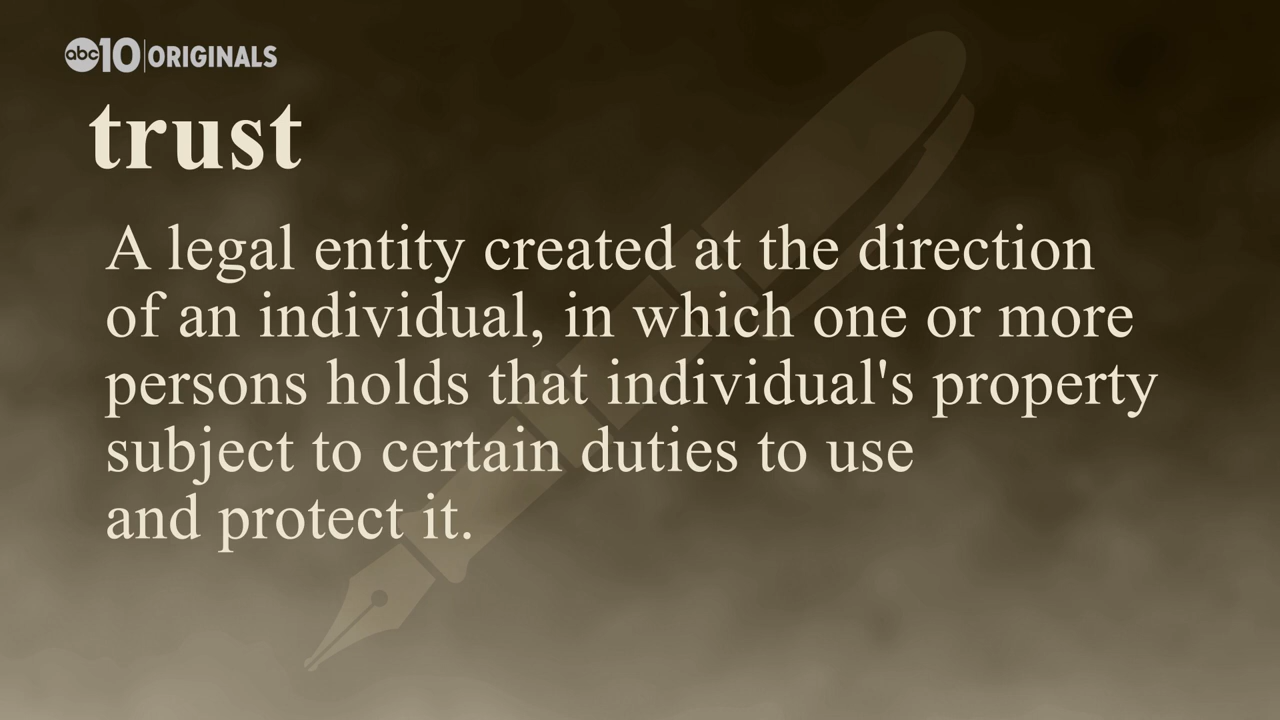 abc10 ORIGINALS
trust
A legal entity created at the direction
of an individual, in which one or more
persons holds that individual's property
subject to certain duties to use
and protect it.